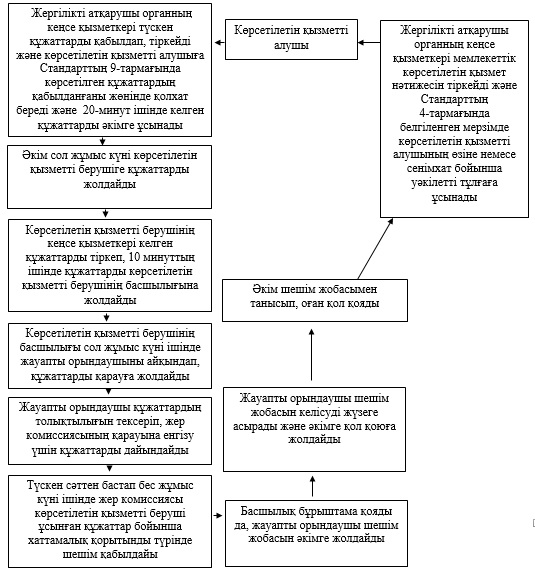 Жергілікті атқарушы органның
кеңсе қызметкері түскен
құжаттарды қабылдап, тіркейді
және көрсетілетін қызметті алушыға
Стандарттың 9-тармағында
көрсетілген құжаттардың
қабылданғаны жөнінде қолхат
береді және  20-минут ішінде келген
құжаттарды әкімге ұсынады
Әкім сол жұмыс күні көрсетілетін
қызметті берушіге құжаттарды
жолдайды
Көрсетілетін қызметті берушінің
кеңсе қызметкері келген
құжаттарды тіркеп, 10 минуттың
ішінде құжаттарды көрсетілетін
қызметті берушінің басшылығына
жолдайды
Көрсетілетін қызметті берушінің
басшылығы сол жұмыс күні ішінде
жауапты орындаушыны айқындап,
құжаттарды қарауға жолдайды
Жауапты орындаушы құжаттардың
толықтылығын тексеріп, жер
комиссиясының қарауына енгізу
үшін құжаттарды дайындайды
Түскен сәттен бастап бес жұмыс
күні ішінде жер комиссиясы
көрсетілетін қызметті беруші
ұсынған құжаттар бойынша
хаттамалық қорытынды түрінде
шешім қабылдайы
Басшылық бұрыштама қояды
да, жауапты орындаушы шешім
жобасын әкімге жолдайды
Жауапты орындаушы шешім
жобасын келісуді жүзеге
асырады және әкімге қол қоюға
жолдайды
Әкім шешім жобасымен
танысып, оған қол қояды
Жергілікті атқарушы
органның кеңсе
қызметкері мемлекеттік
көрсетілетін қызмет
нәтижесін тіркейді және
Стандарттың
4-тармағында
белгіленген мерзімде
көрсетілетін қызметті
алушының өзіне немесе
сенімхат бойынша
уәкілетті тұлғаға
ұсынады
Көрсетілетін қызметті
алушы